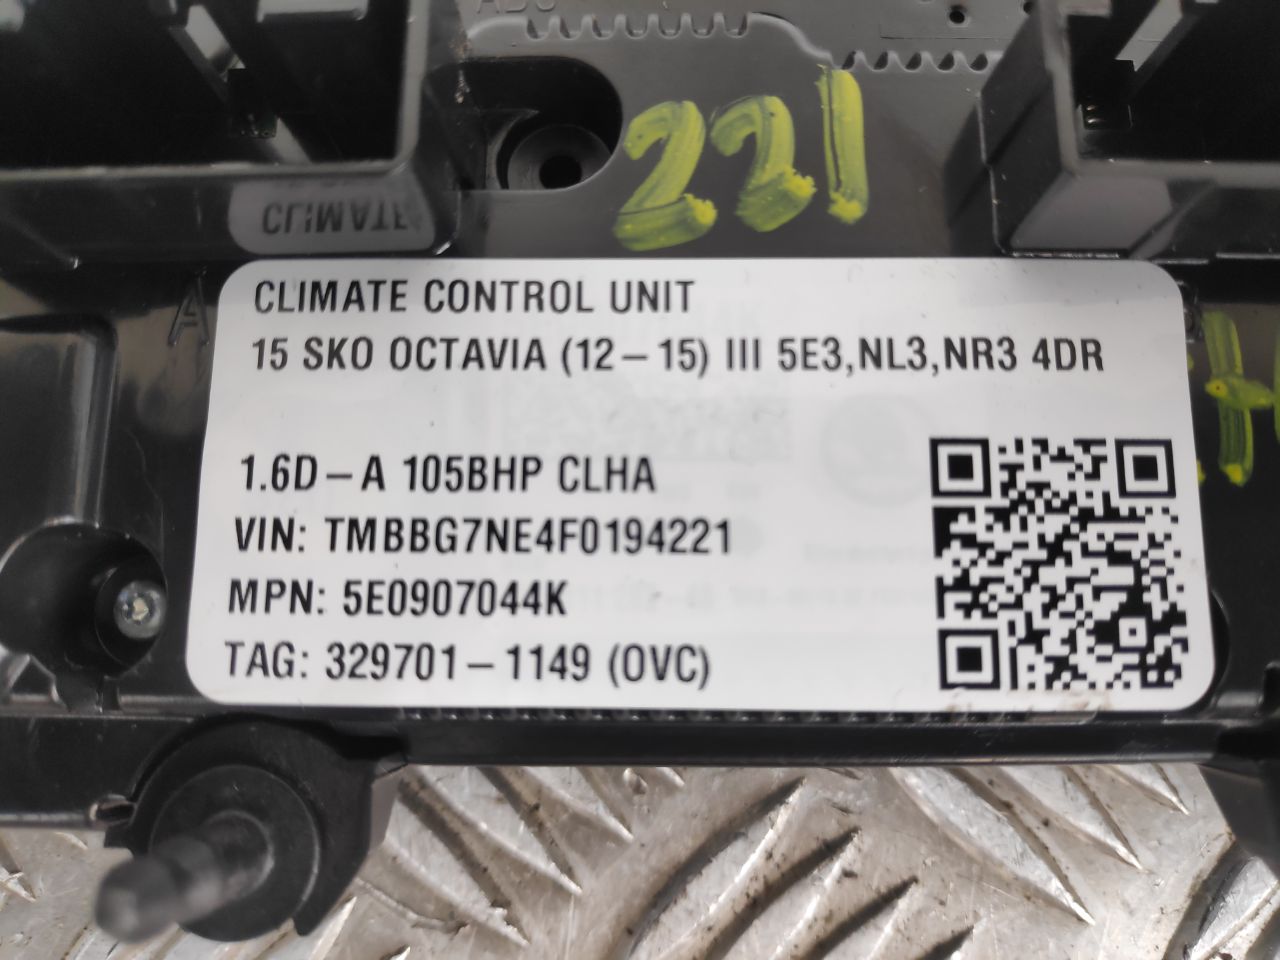 221
CLIMATE
CLIMATE CONTROL UNIT
15 SKO OCTAVIA (12-15) III 5E3,NL3,NR3 4DR
1.6D-A 105BHP CLHA
VIN: TMBBG7NE4F0194221
MPN: 5E0907044K
TAG: 329701-1149 (OVC)
A